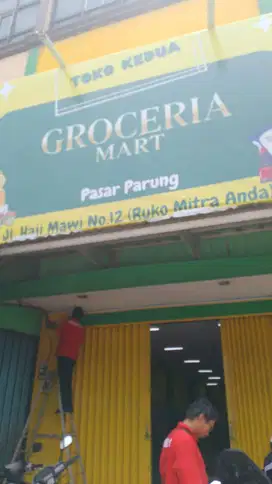 TOKO KEDUA
GROCERIA
MART
Pasar Parung
Jl. Haji Mawi No.12 (Ruko Mitra Anda)